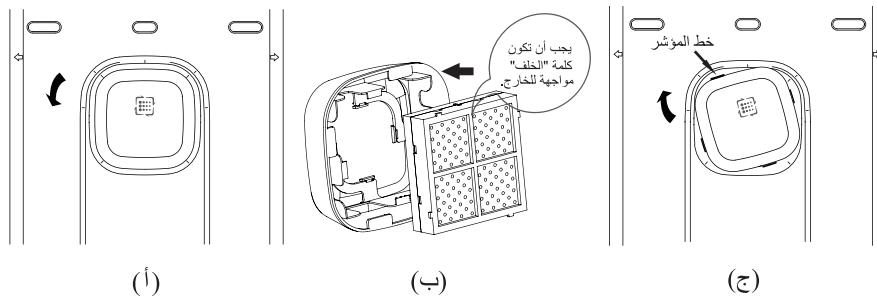 يجب أن تكون
كلمة "الخلف"
مواجهة للخارج.
خط المؤشر
(أ)
(ب)
(ج)